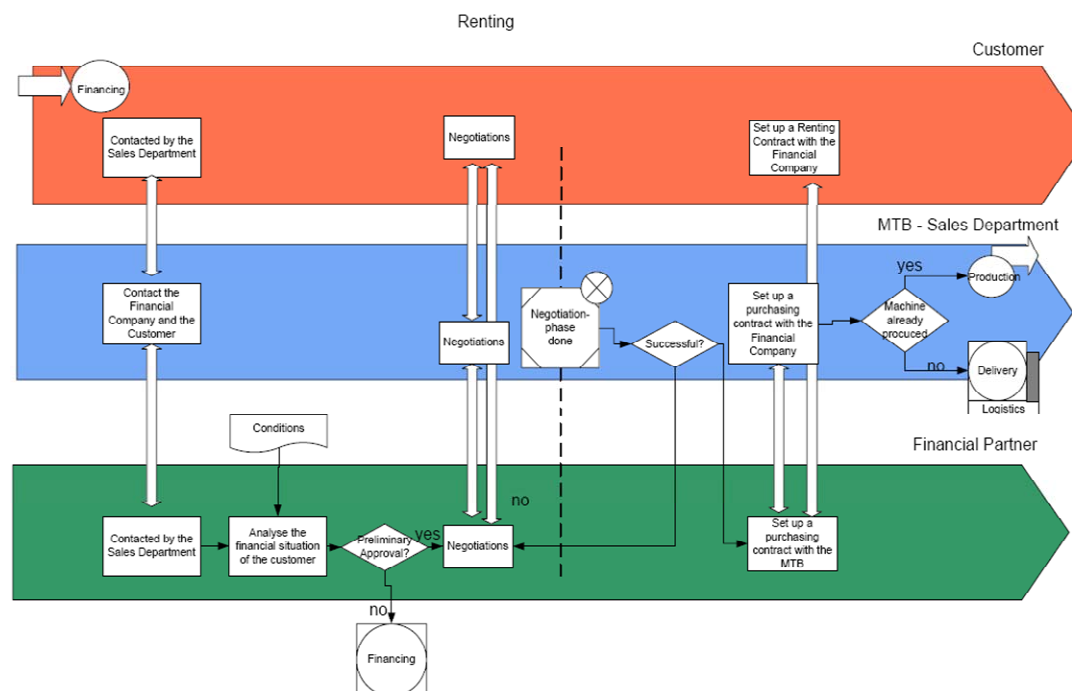 Renting
Customer
Financing
Contacted by the
Sales Department
Negotiations
Set up a Renting
Contract with the
Financial
Company
MTB - Sales Department
Contact the
Financial
Company and the
Customer
Negotiations
Negotiation-
phase
done
Successful?
Set up a
purchasing
contract with the
Financial
Company
Machine
already
procuced
yes
Production
no
Delivery
Logistics
Conditions
Financial Partner
Contacted by the
Sales Department
Analyse the
financial situation
of the customer
Preliminary
Approval?
yes
Negotiations
no
Set up a
purchasing
contract with the
MTB
no
Financing